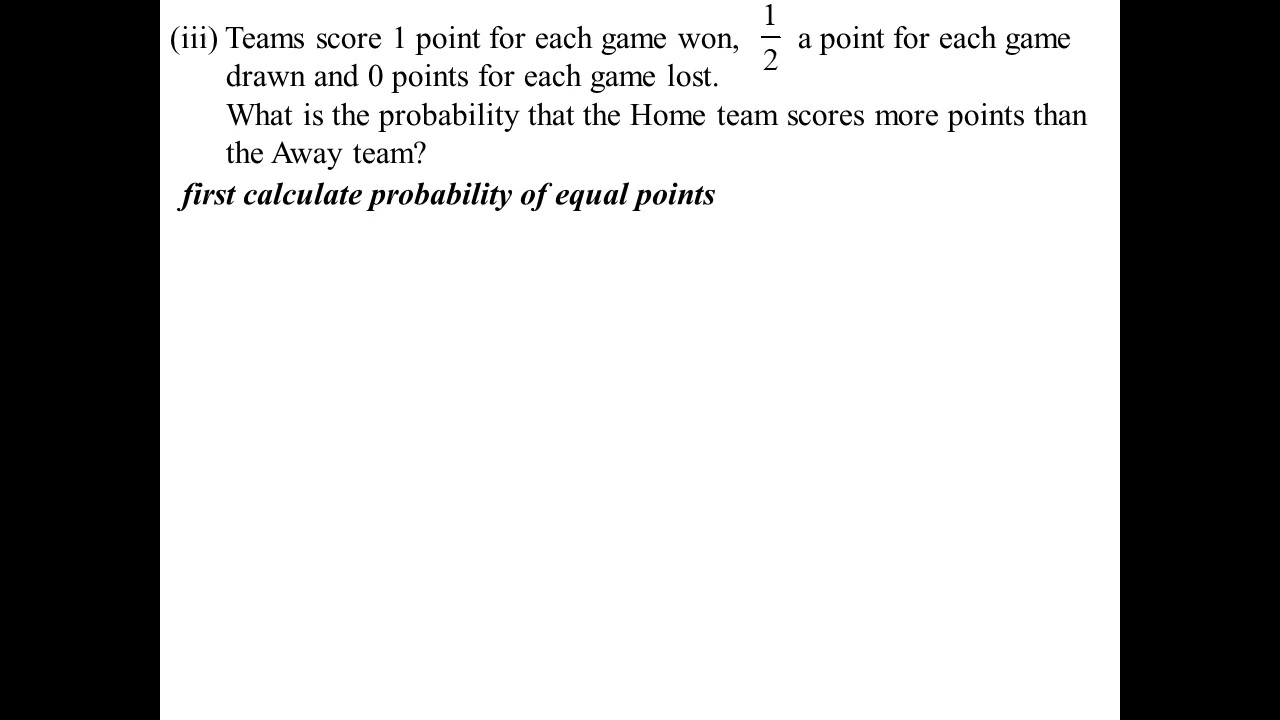 (iii) Teams score 1 point for each game won, 1/2 a point for each game
drawn and 0 points for each game lost.
What is the probability that the Home team scores more points than
the Away team?
first calculate probability of equal points